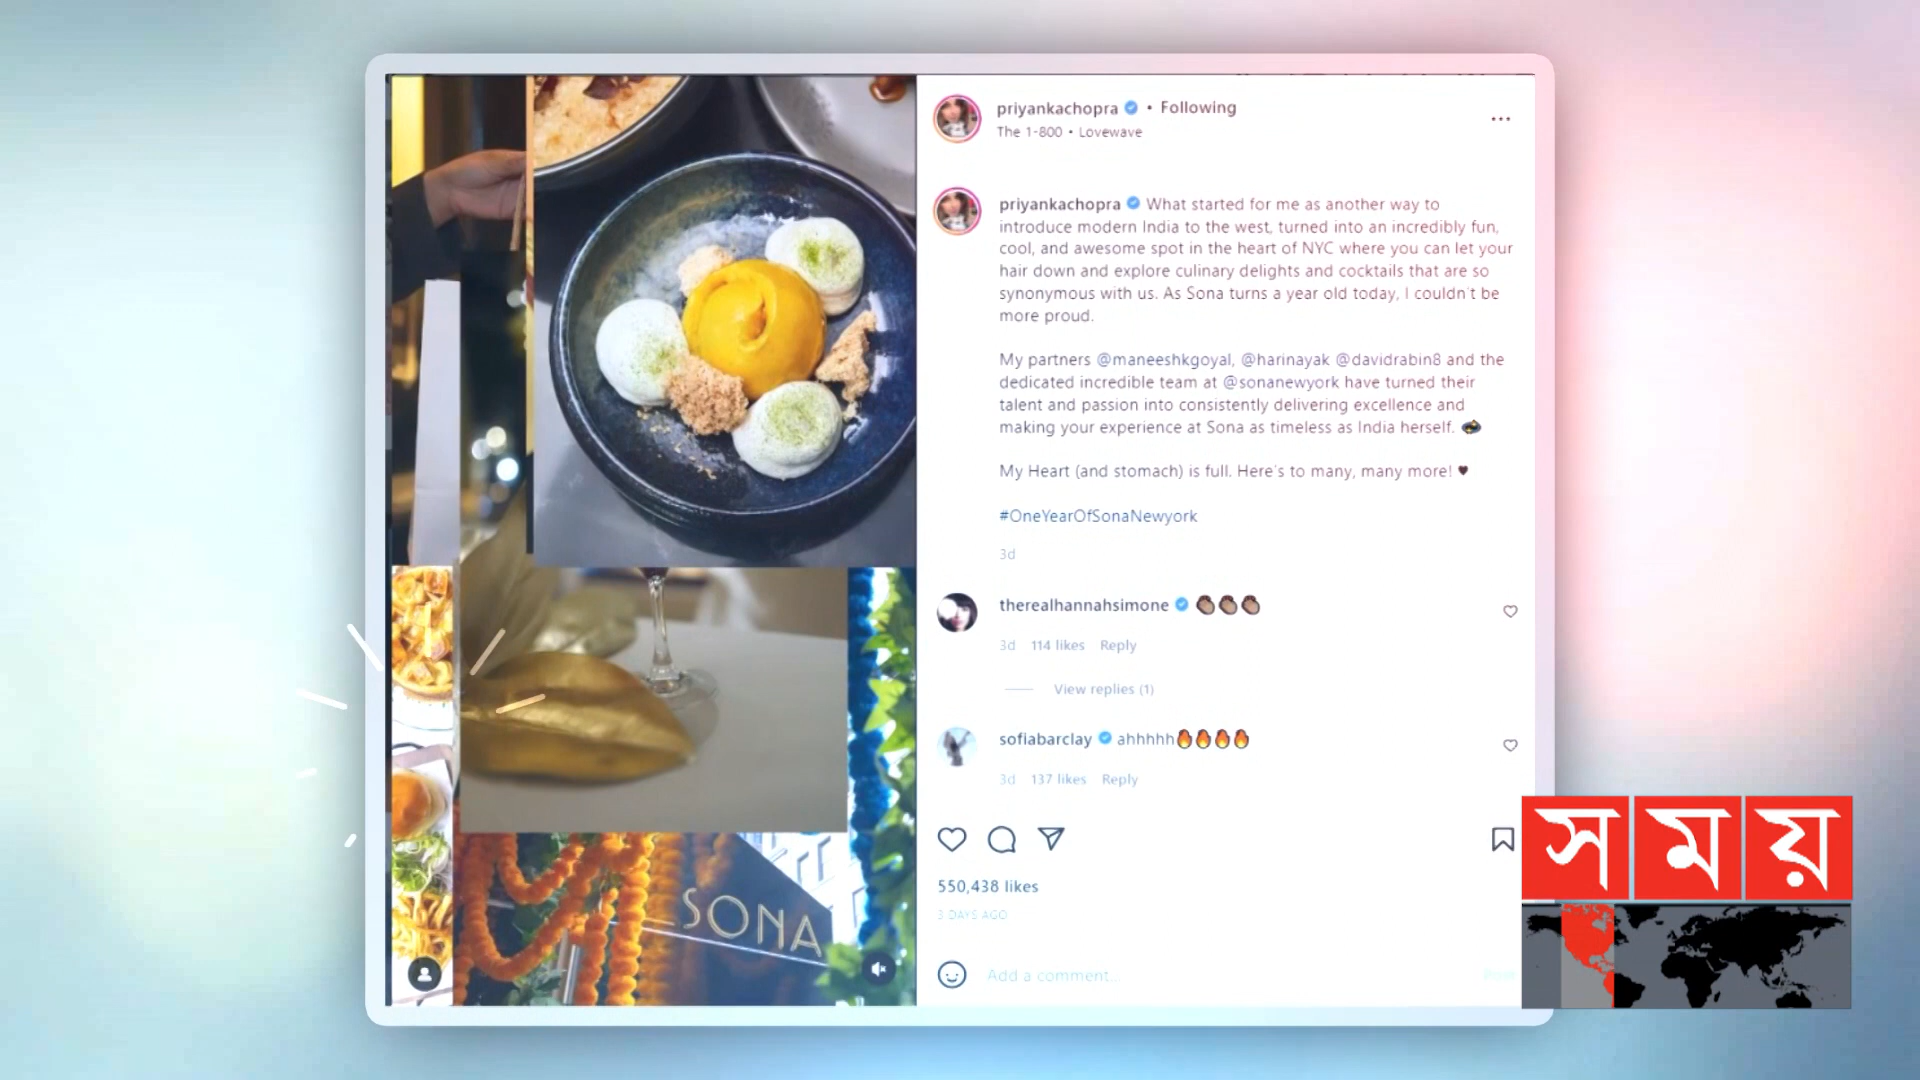 priyankachopra • Following
The 1-800 • Lovewave
priyankachopra What started for me as another way to
introduce modern India to the west, turned into an incredibly fun,
cool, and awesome spot in the heart of NYC where you can let your
hair down and explore culinary delights and cocktails that are so
synonymous with us. As Sona turns a year old today, I couldn't be
more proud.
My partners @maneeshkgoyal, @harinayak @davidrabin8 and the
dedicated incredible team at @sonanewyork have turned their
talent and passion into consistently delivering excellence and
making your experience at Sona as timeless as India herself.
My Heart (and stomach) is full. Here's to many, many more! ♥
#OneYearOfSonaNewyork
3d
therealhannahsimone 👏👏👏
3d 114 likes Reply
View replies (1)
sofiabarclay ahhhhh🔥🔥🔥🔥
3d 137 likes Reply
550,438 likes
3 DAYS AGO
Add a comment...
SONA
সময়